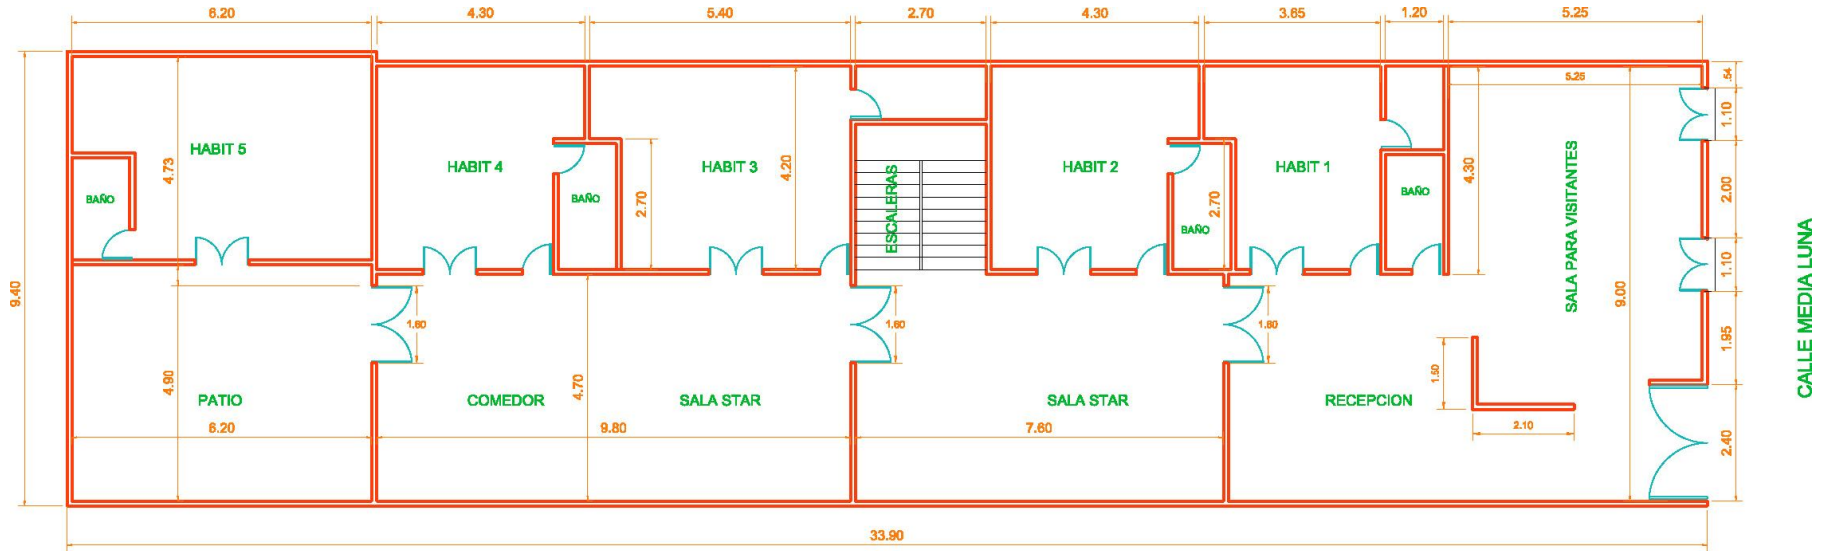 6.20
4.30
5.40
2.70
4.30
3.65
1.20
5.25
5.25
.54
1.10
HABIT 5
4.73
HABIT 4
HABIT 3
4.20
ESCALERAS
HABIT 2
HABIT 1
4.30
SALA PARA VISITANTES
2.00
BAÑO
BAÑO
2.70
BAÑO
2.70
BAÑO
1.10
CALLE MEDIA LUNA
9.40
9.00
1.60
1.60
1.60
1.95
4.90
4.70
1.50
PATIO
COMEDOR
SALA STAR
SALA STAR
RECEPCION
6.20
9.80
7.60
2.10
2.40
33.90